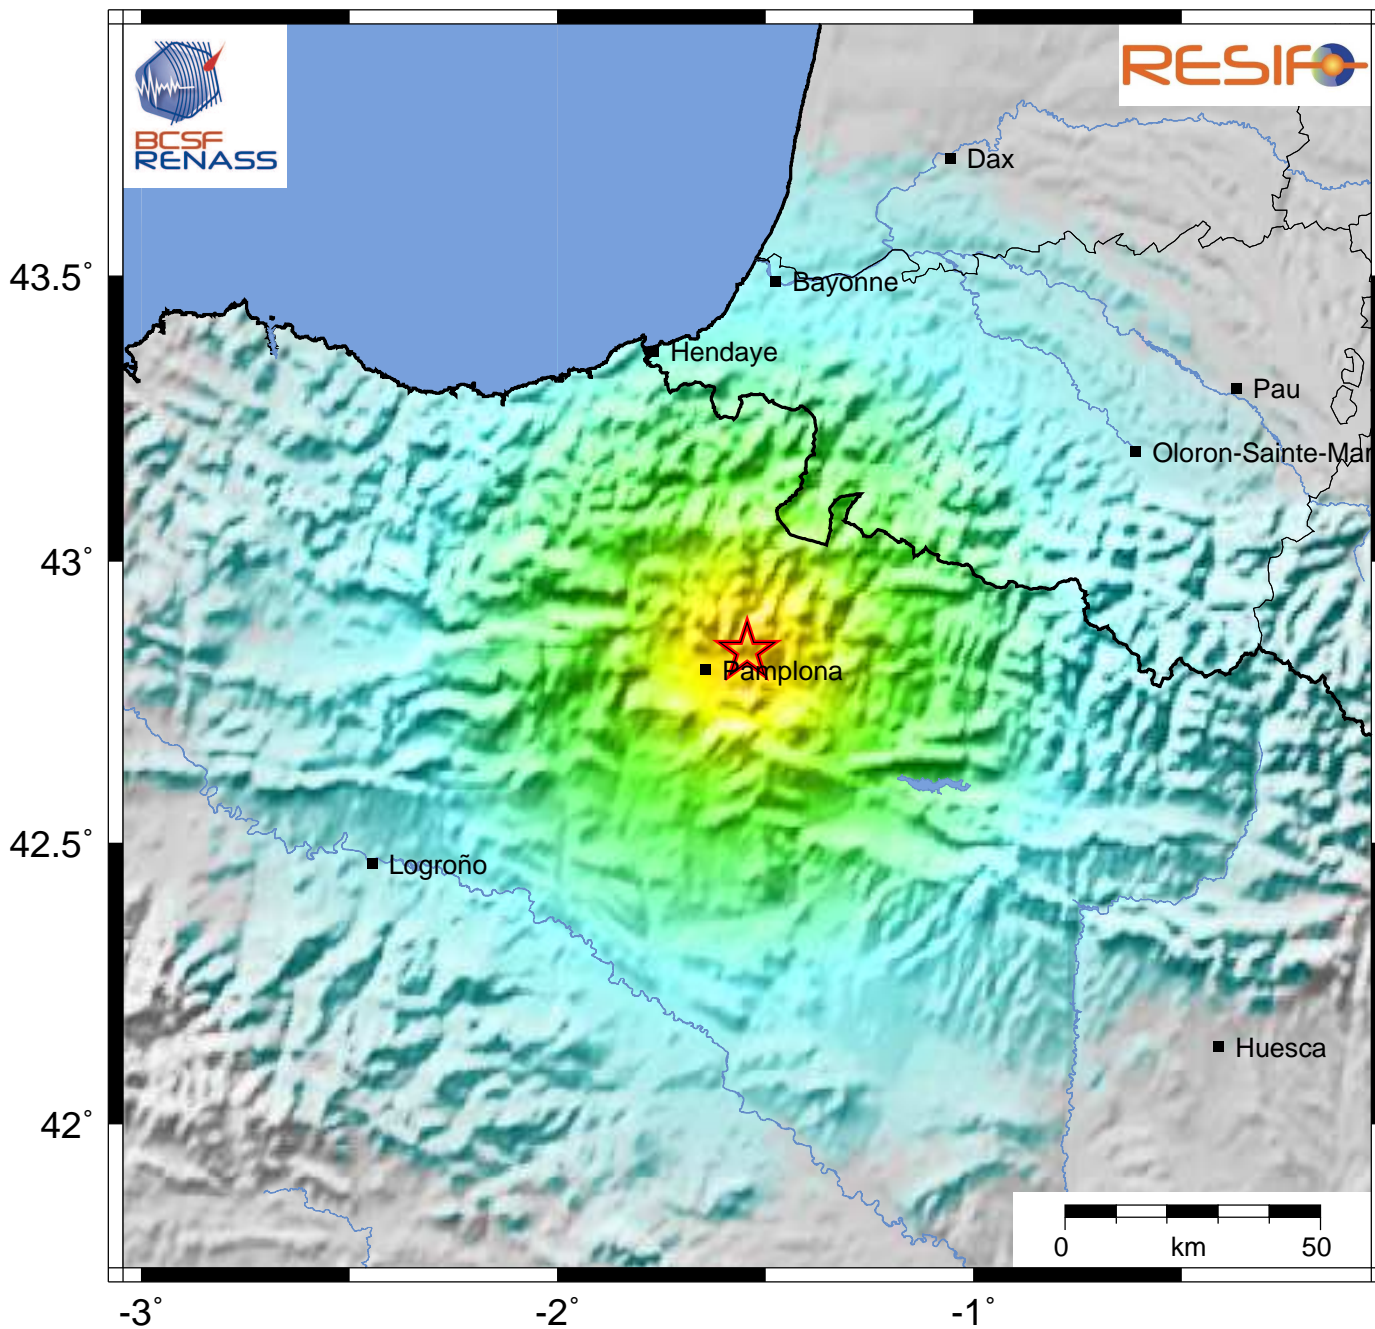 BCSF
RENASS
RESIF
Dax
43.5°
Bayonne
Hendaye
Pau
Oloron-Sainte-Mar
43°
Pamplona
42.5°
Logroño
Huesca
42°
0 km 50
-3° -2° -1°